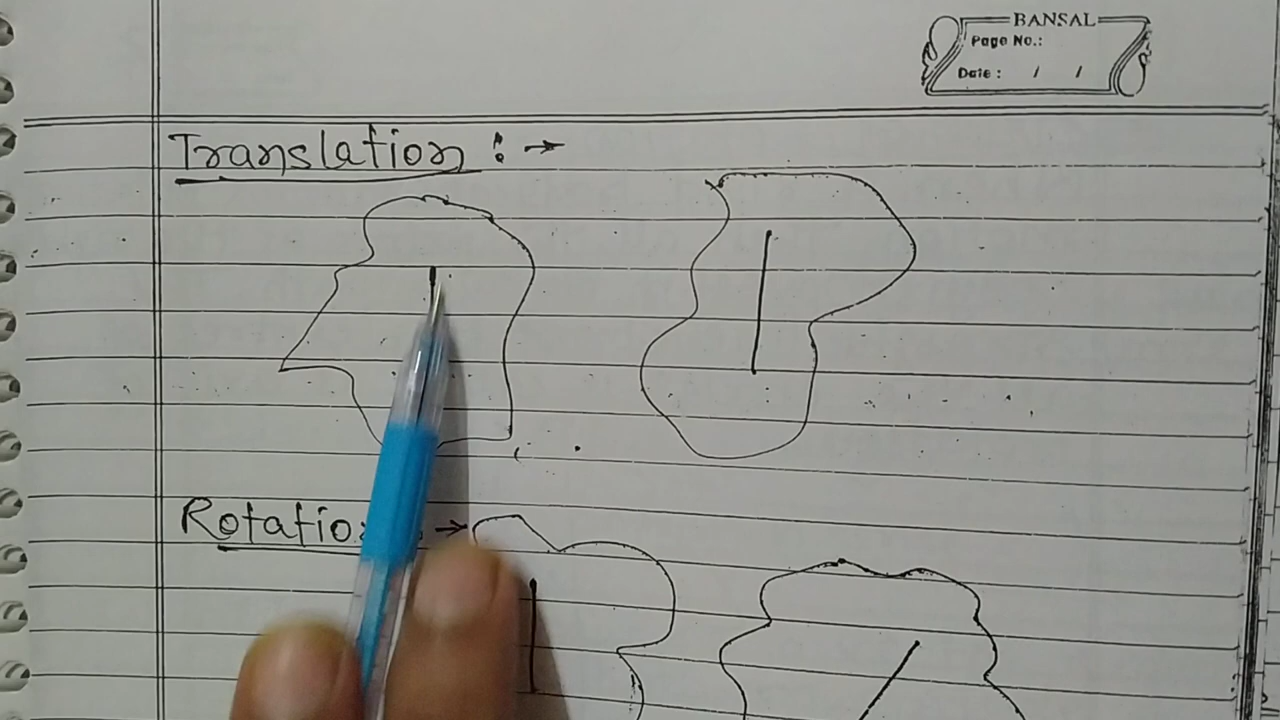 BANSAL
Page No.:
Date : / /
Translation :→
Rotatio →